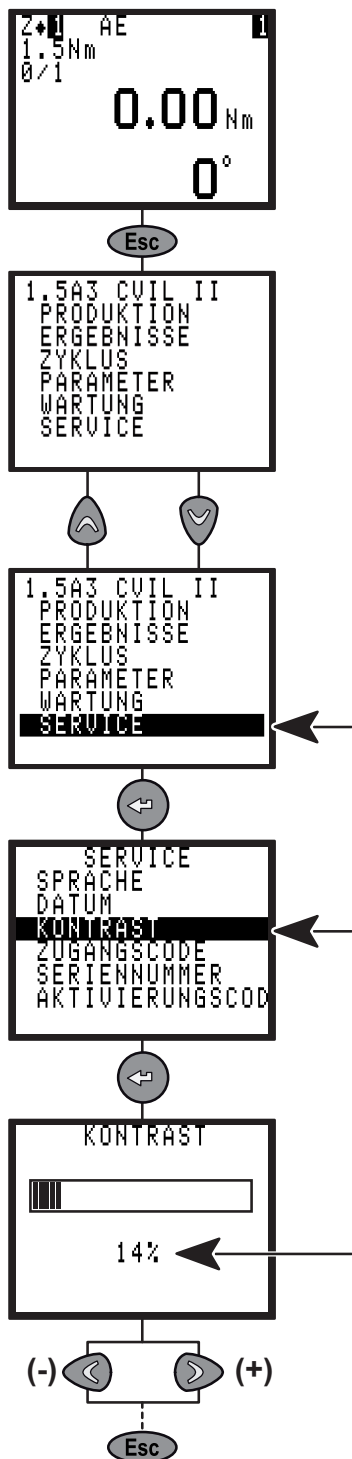 Z♦1 AE 1
1.5Nm
0/1
0.00 Nm
0°
Esc
1.5A3 CVIL II
PRODUKTION
ERGEBNISSE
ZYKLUS
PARAMETER
WARTUNG
SERVICE
1.5A3 CVIL II
PRODUKTION
ERGEBNISSE
ZYKLUS
PARAMETER
WARTUNG
SERVICE
SERVICE
SPRACHE
DATUM
KONTRAST
ZUGANGSCODE
SERIENNUMMER
AKTIVIERUNGSCOD
KONTRAST
14%
(-) (+)
Esc